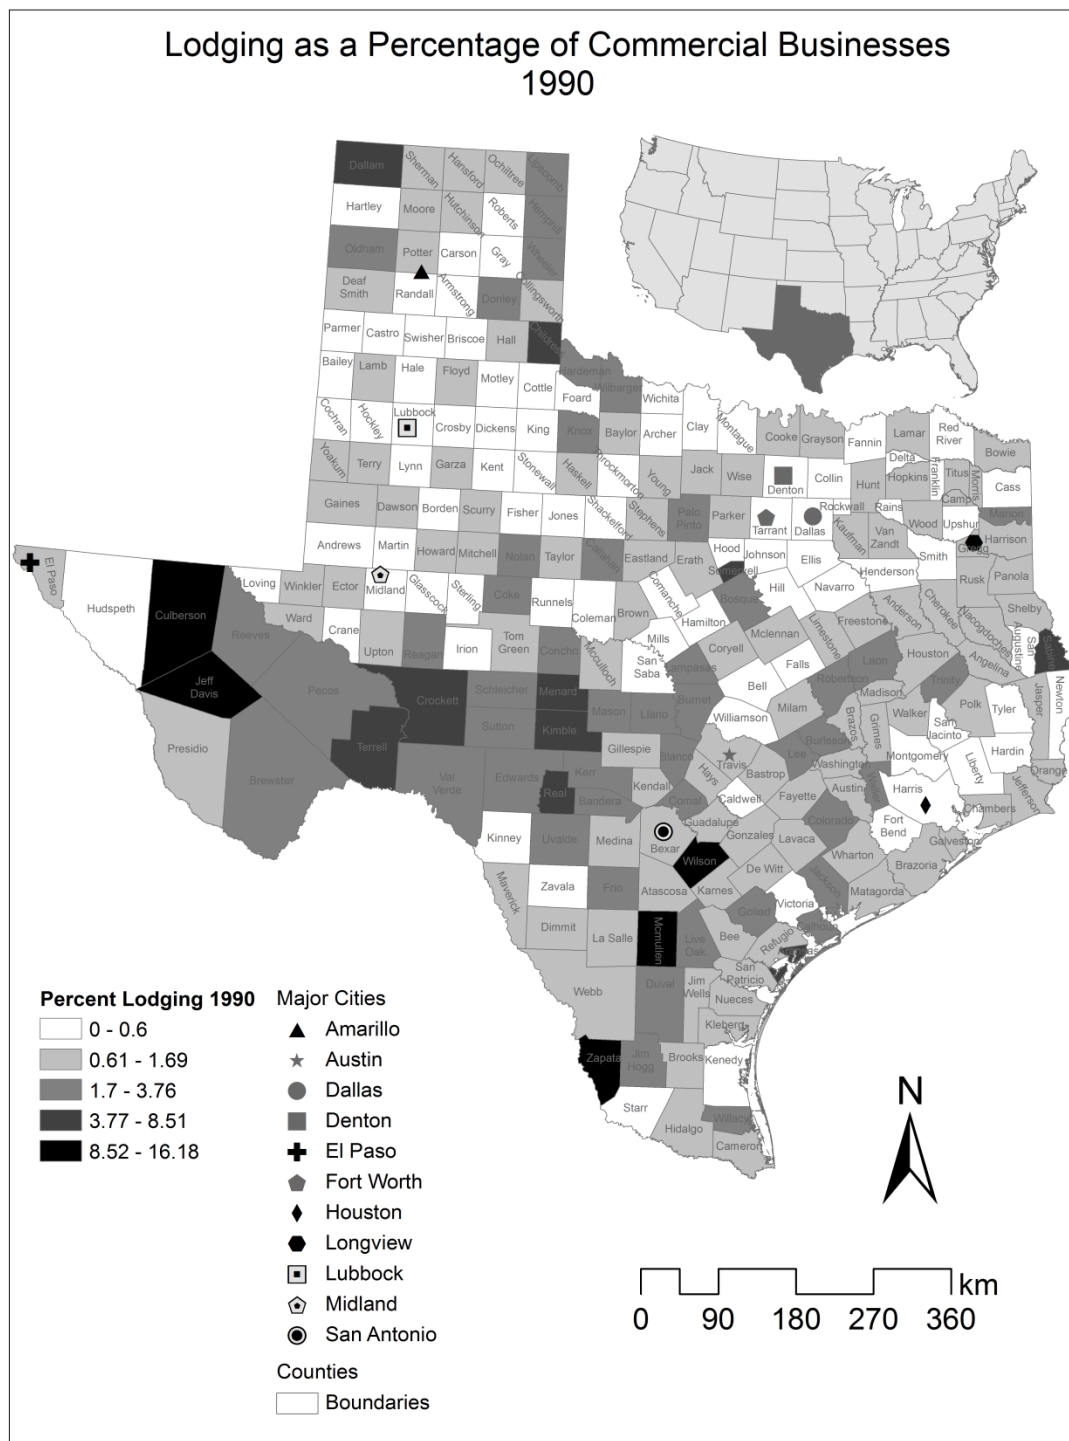 Lodging as a Percentage of Commercial Businesses
1990
Dallam Sherman Hansford Ochiltree Lipscomb
Hartley Moore Hutchinson Roberts Hemphill
Oldham Potter Carson Gray Wheeler
Deaf Smith Randall Armstrong Donley Collingsworth
Parmer Castro Swisher Briscoe Hall Childress
Bailey Lamb Hale Floyd Motley Cottle Foard Hardeman Wilbarger Wichita
Cochran Hockley Lubbock Crosby Dickens King Knox Baylor Archer Clay Montague Cooke Grayson Fannin Lamar Red River Bowie
Yoakum Terry Lynn Garza Kent Stonewall Haskell Throckmorton Young Jack Wise Denton Collin Hunt Delta Hopkins Franklin Titus Morris Cass
Gaines Dawson Borden Scurry Fisher Jones Shackelford Stephens Palo Pinto Parker Tarrant Dallas Rockwall Kaufman Rains Van Zandt Wood Camp Upshur Marion
Andrews Martin Howard Mitchell Nolan Taylor Callahan Eastland Erath Hood Somervell Johnson Ellis Henderson Smith Gregg Harrison
El Paso Hudspeth Culberson Loving Winkler Ector Midland Glasscock Sterling Coke Runnels Coleman Brown Comanche Bosque Hill Navarro Anderson Cherokee Rusk Panola
Reeves Ward Crane Upton Reagan Irion Tom Green Concho Mcculloch Mills Hamilton Coryell Mclennan Limestone Freestone Nacogdoches Shelby
Jeff Davis Pecos Crockett Schleicher Menard San Saba Lampasas Bell Falls Robertson Leon Houston Angelina San Augustine Sabine
Presidio Brewster Terrell Sutton Kimble Mason Llano Burnet Williamson Milam Brazos Madison Trinity Polk Tyler Jasper Newton
Val Verde Edwards Kerr Gillespie Blanco Travis Lee Burleson Grimes Walker San Jacinto Hardin
Real Bandera Kendall Hays Bastrop Washington Montgomery Liberty Orange
Kinney Uvalde Medina Bexar Comal Caldwell Fayette Austin Waller Harris Chambers Jefferson
Guadalupe Gonzales Lavaca Colorado Fort Bend Galveston
Maverick Zavala Frio Atascosa Wilson Karnes De Witt Wharton Brazoria
Dimmit La Salle Mcmullen Live Oak Bee Goliad Victoria Jackson Matagorda
Refugio Calhoun
Webb Duval Jim Wells San Patricio Nueces
Kleberg
Zapata Jim Hogg Brooks Kenedy
Starr Hidalgo Willacy
Cameron
Percent Lodging 1990
0 - 0.6
0.61 - 1.69
1.7 - 3.76
3.77 - 8.51
8.52 - 16.18
Major Cities
Amarillo
Austin
Dallas
Denton
El Paso
Fort Worth
Houston
Longview
Lubbock
Midland
San Antonio
Counties
Boundaries
N
km
0 90 180 270 360